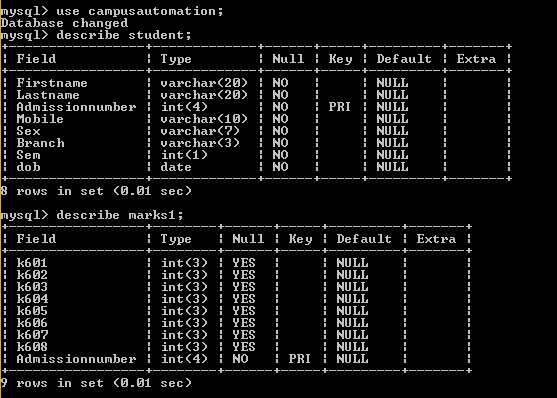 mysql> use campusautomation;
Database changed
mysql> describe student;
+-----------------+-------------+------+-----+---------+-------+
| Field           | Type        | Null | Key | Default | Extra |
+-----------------+-------------+------+-----+---------+-------+
| Firstname       | varchar(20) | NO   |     | NULL    |       |
| Lastname        | varchar(20) | NO   |     | NULL    |       |
| Admissionnumber | int(4)      | NO   | PRI | NULL    |       |
| Mobile          | varchar(10) | NO   |     | NULL    |       |
| Sex             | varchar(7)  | NO   |     | NULL    |       |
| Branch          | varchar(3)  | NO   |     | NULL    |       |
| Sem             | int(1)      | NO   |     | NULL    |       |
| dob             | date        | NO   |     | NULL    |       |
+-----------------+-------------+------+-----+---------+-------+
8 rows in set (0.01 sec)
mysql> describe marks1;
+-----------------+--------+------+-----+---------+-------+
| Field           | Type   | Null | Key | Default | Extra |
+-----------------+--------+------+-----+---------+-------+
| k601            | int(3) | YES  |     | NULL    |       |
| k602            | int(3) | YES  |     | NULL    |       |
| k603            | int(3) | YES  |     | NULL    |       |
| k604            | int(3) | YES  |     | NULL    |       |
| k605            | int(3) | YES  |     | NULL    |       |
| k606            | int(3) | YES  |     | NULL    |       |
| k607            | int(3) | YES  |     | NULL    |       |
| k608            | int(3) | YES  |     | NULL    |       |
| Admissionnumber | int(4) | NO   | PRI | NULL    |       |
+-----------------+--------+------+-----+---------+-------+
9 rows in set (0.01 sec)